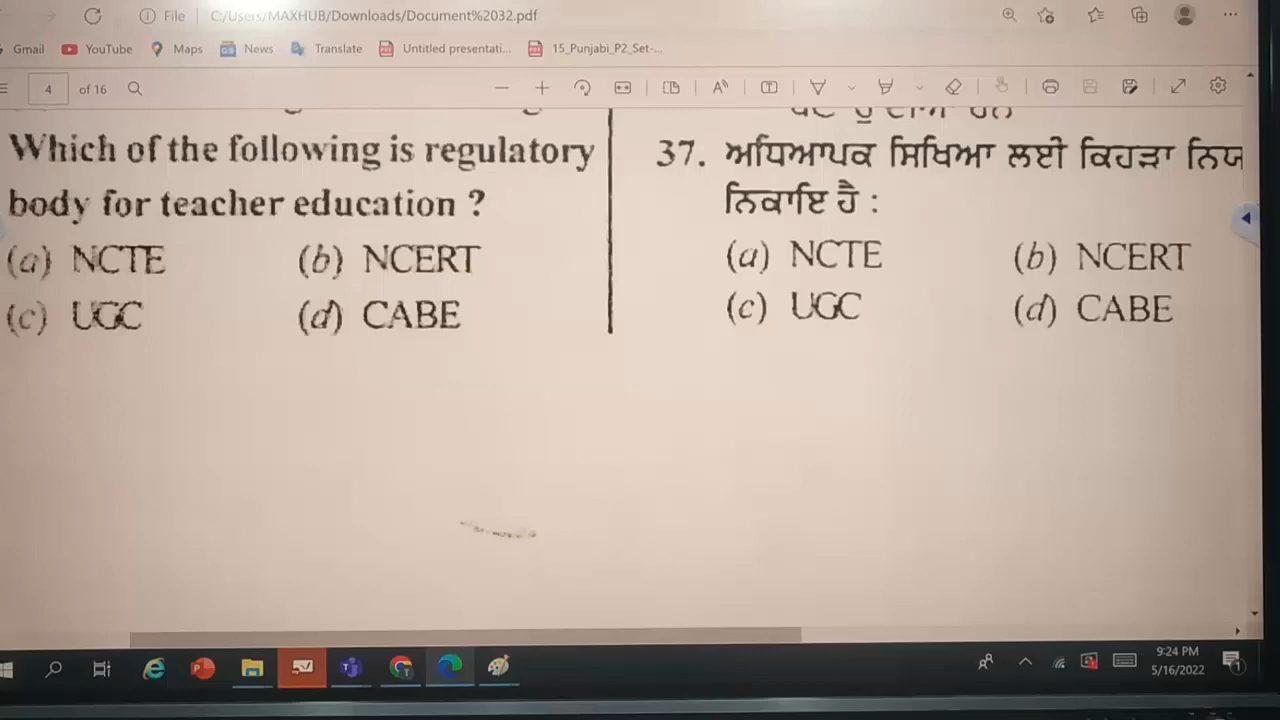 File C:/Users/MAXHUB/Downloads/Document%2032.pdf
Gmail YouTube Maps News Translate Untitled presentati... 15_Punjabi_P2_Set-...
4 of 16
Which of the following is regulatory
body for teacher education ?
(a) NCTE (b) NCERT
(c) UGC (d) CABE
37. ਅਧਿਆਪਕ ਸਿਖਿਆ ਲਈ ਕਿਹੜਾ
ਨਿਕਾਇ ਹੈ :
(a) NCTE (b) NCERT
(c) UGC (d) CABE
9:24 PM
5/16/2022
1